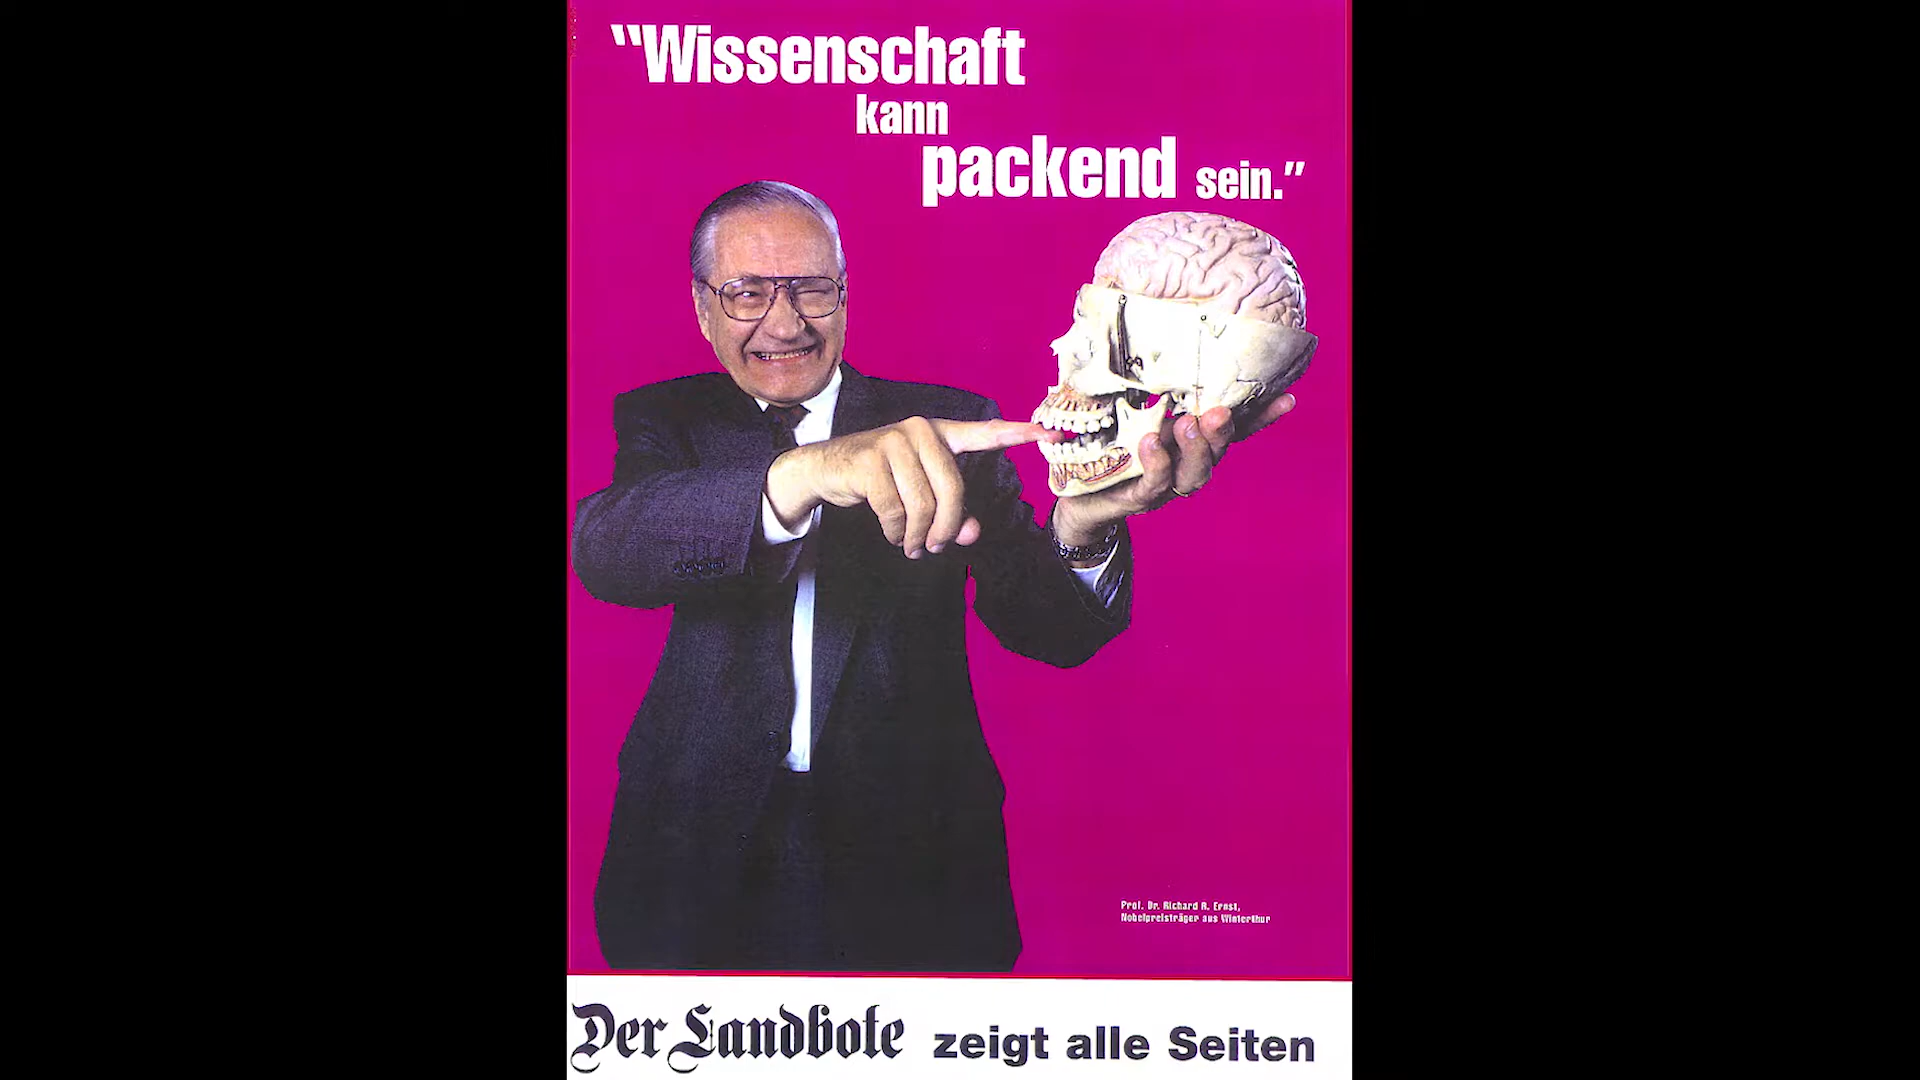 "Wissenschaft
kann
packend sein."
Prof. Dr. Richard R. Ernst,
Nobelpreisträger aus Winterthur
Der Landbote zeigt alle Seiten